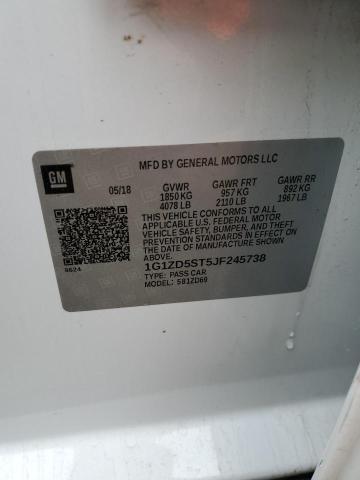 GM
MFD BY GENERAL MOTORS LLC
05/18
GVWR GAWR FRT GAWR RR
1850 KG 957 KG 892 KG
4078 LB 2110 LB 1967 LB
THIS VEHICLE CONFORMS TO ALL
APPLICABLE U.S. FEDERAL MOTOR
VEHICLE SAFETY, BUMPER, AND THEFT
PREVENTION STANDARDS IN EFFECT ON
THE DATE OF MANUFACTURE SHOWN
ABOVE.
8624
1G1ZD5ST5JF245738
TYPE: PASS CAR
MODEL: 5B1ZD69